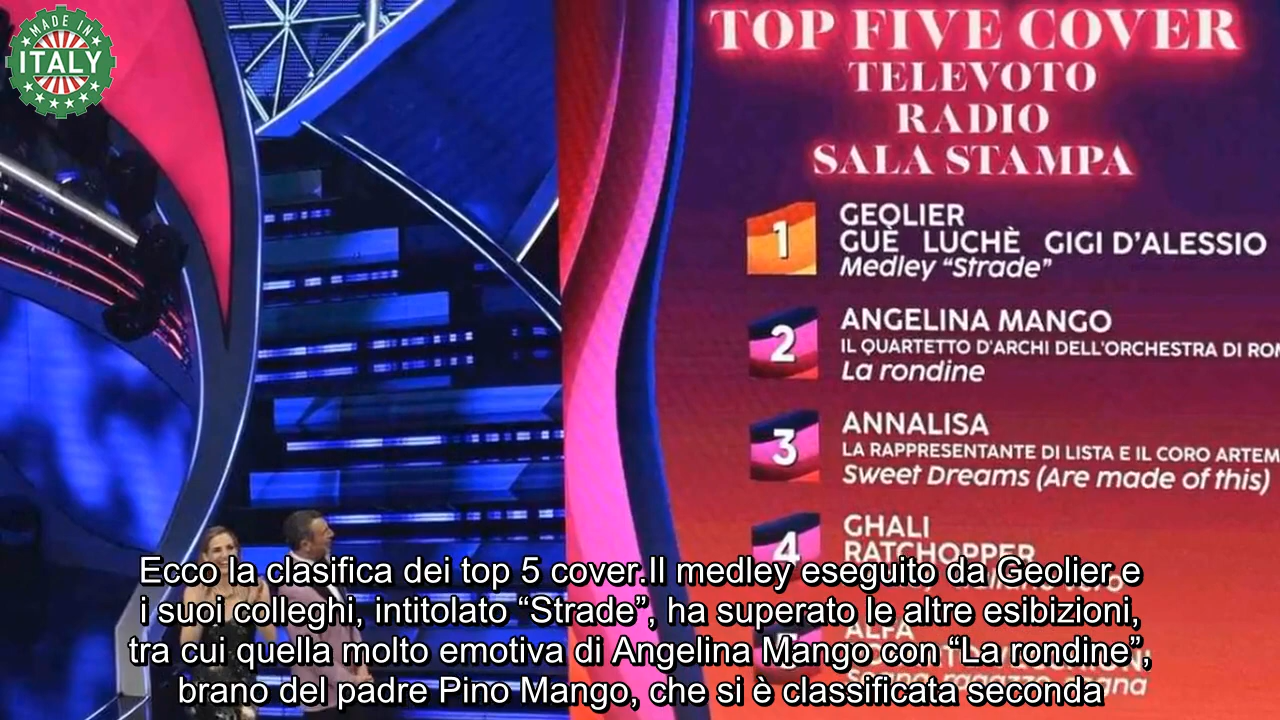 MADE IN
ITALY
TOP FIVE COVER
TELEVOTO
RADIO
SALA STAMPA
1
GEOLIER
GUÈ LUCHÈ GIGI D'ALESSIO
Medley “Strade”
2
ANGELINA MANGO
IL QUARTETTO D'ARCHI DELL'ORCHESTRA DI
La rondine
3
ANNALISA
LA RAPPRESENTANTE DI LISTA E IL CORO
Sweet Dreams (Are made of this)
4
GHALI
RATCHOPPER
ALFA
Ecco la clasifica dei top 5 cover.Il medley eseguito da Geolier e
i suoi colleghi, intitolato “Strade”, ha superato le altre esibizioni,
tra cui quella molto emotiva di Angelina Mango con “La rondine”,
brano del padre Pino Mango, che si è classificata seconda